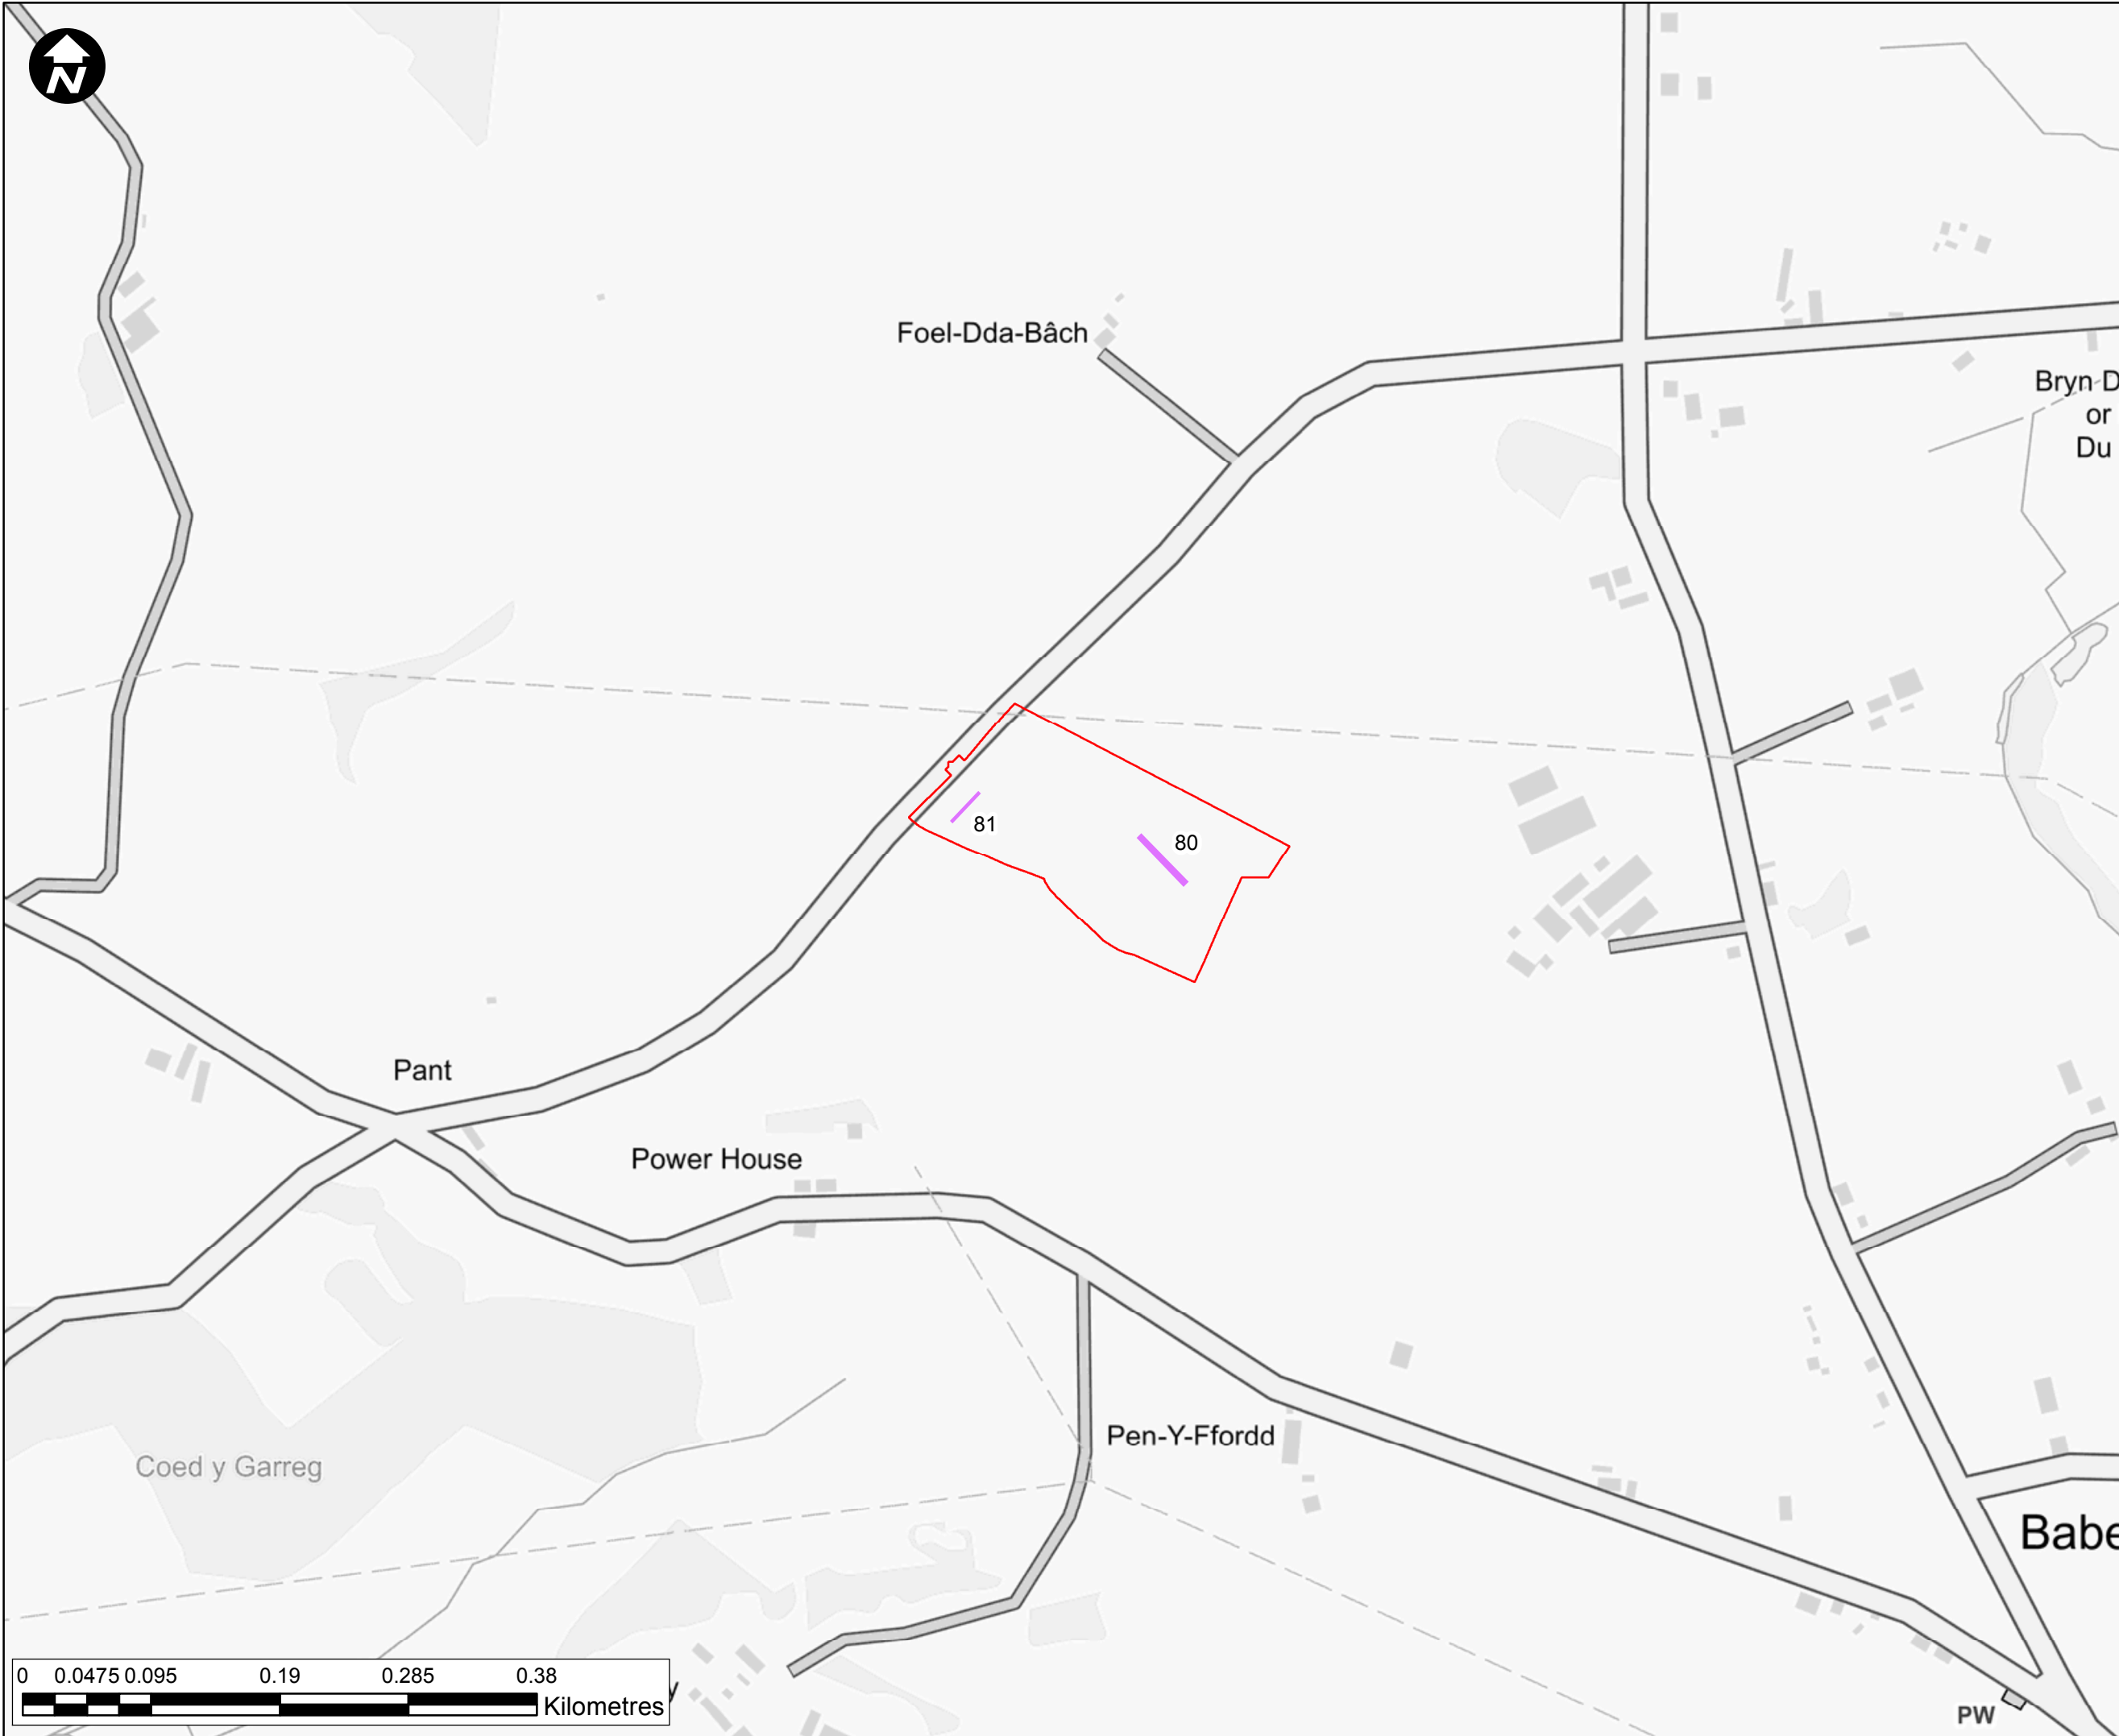 N
Foel-Dda-Bâch
Bryn D
or
Du
81
80
Pant
Power House
Pen-Y-Ffordd
Coed y Garreg
Babe
0 0.0475 0.095 0.19 0.285 0.38
Kilometres
y
PW